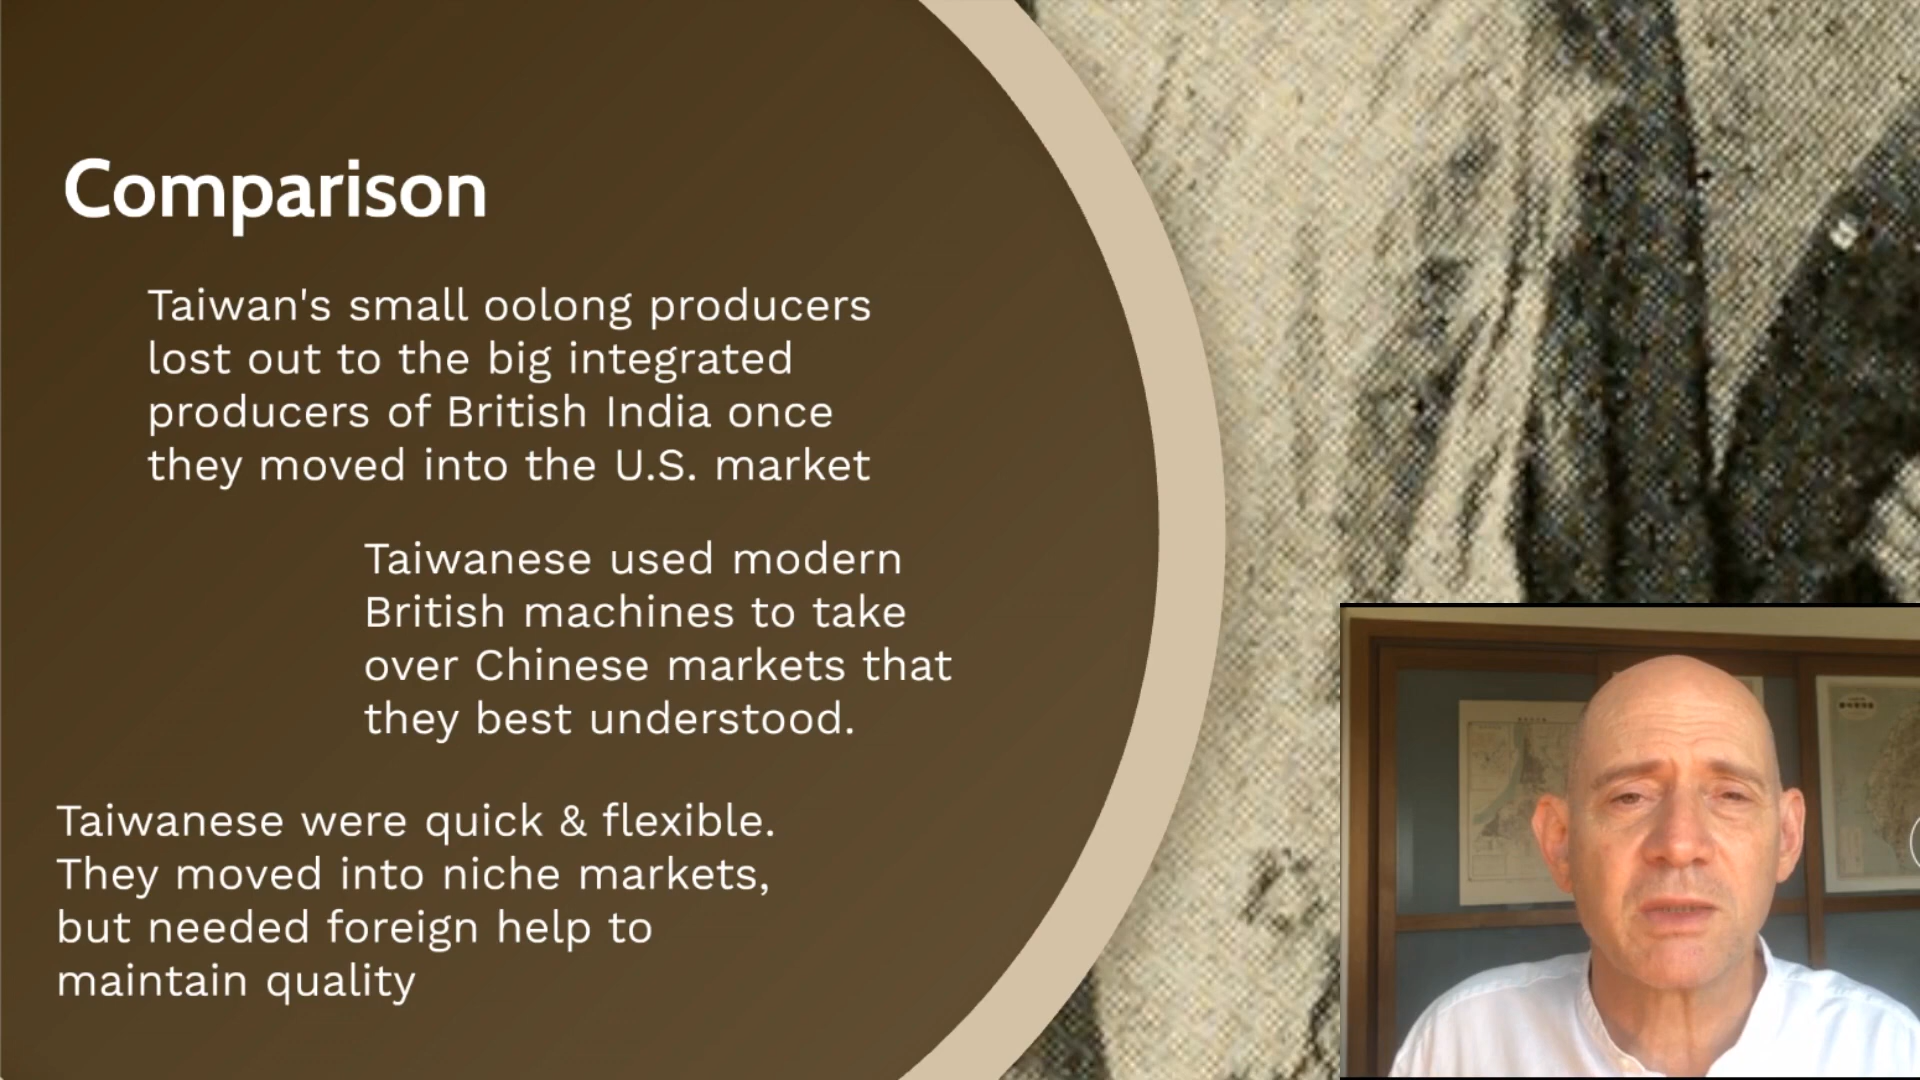 Comparison
Taiwan's small oolong producers
lost out to the big integrated
producers of British India once
they moved into the U.S. market
Taiwanese used modern
British machines to take
over Chinese markets that
they best understood.
Taiwanese were quick & flexible.
They moved into niche markets,
but needed foreign help to
maintain quality